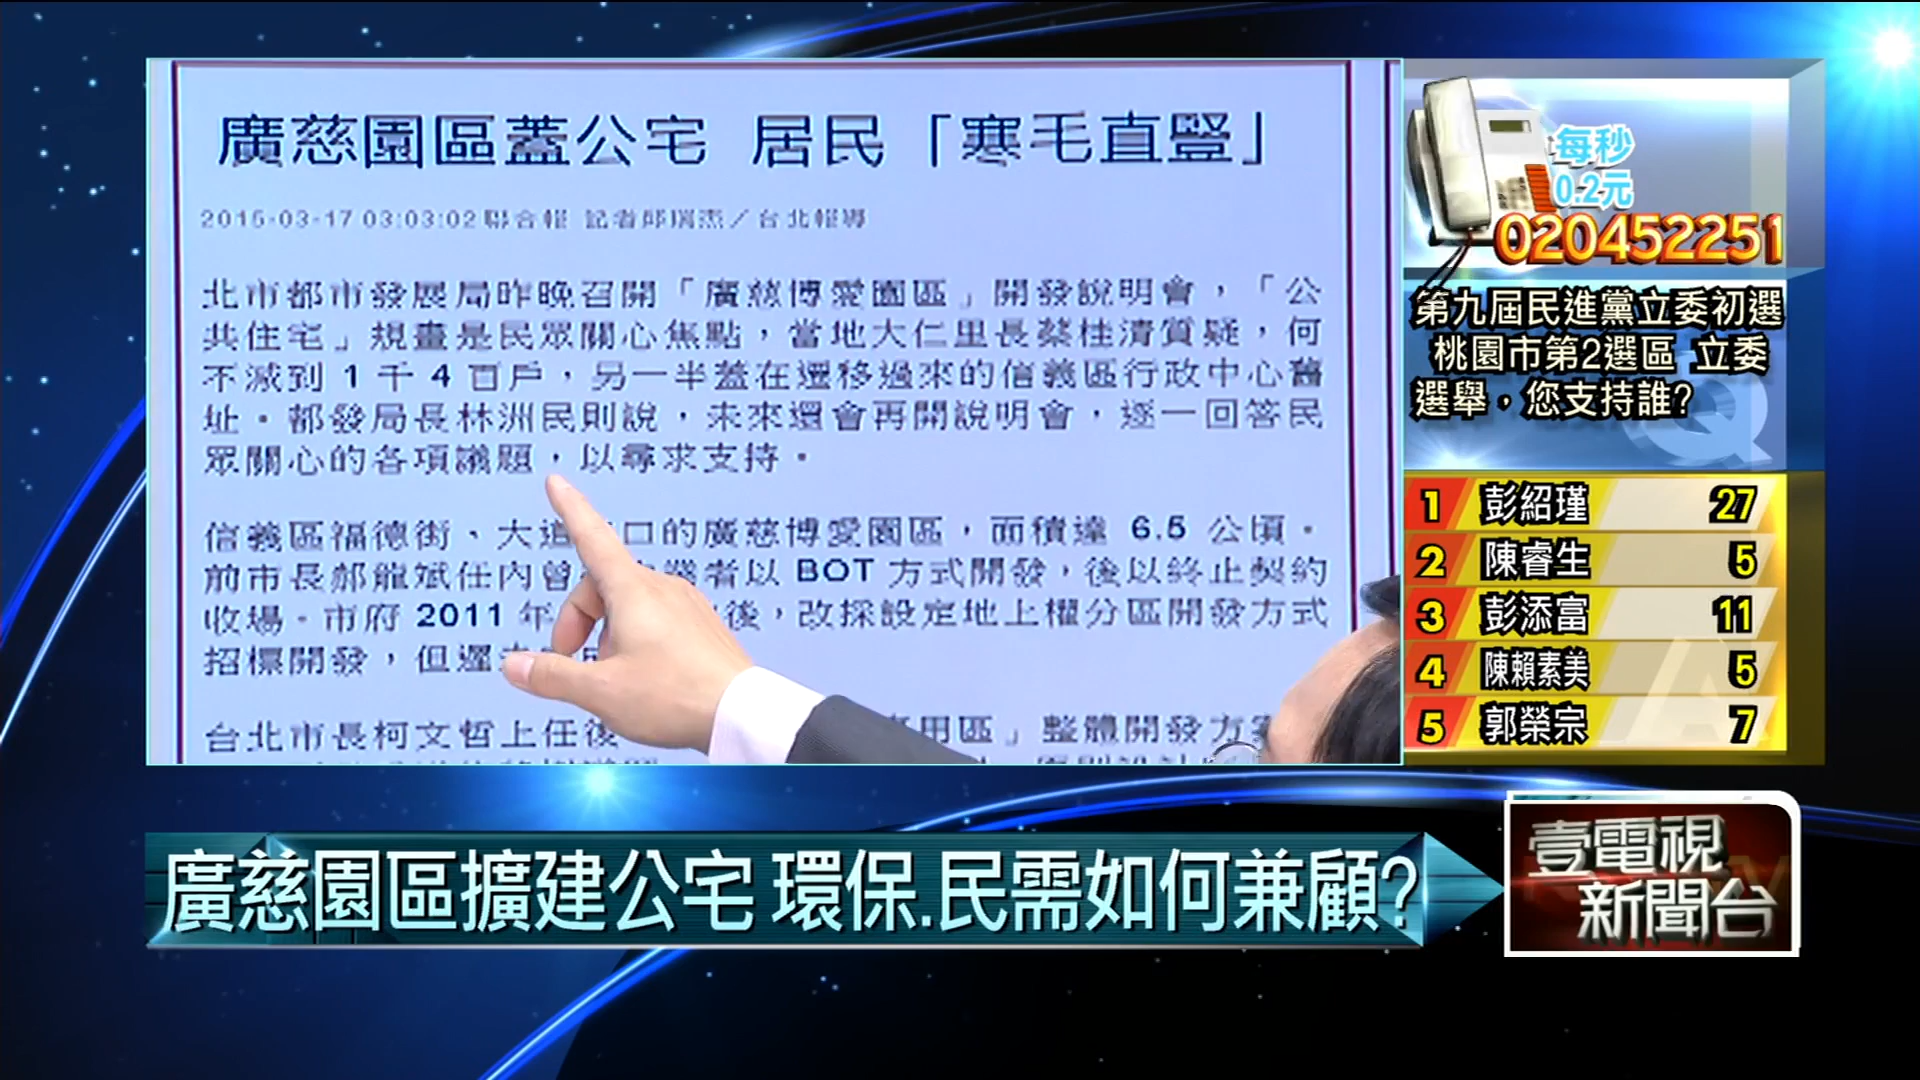 廣慈園區蓋公宅 居民「寒毛直豎」
2015-03-17 03:03:02 聯合報 記者邱瑞杰／台北報導
北市都市發展局昨晚召開「廣慈博愛園區」開發說明會，「公
共住宅」規畫是民眾關心焦點，當地大仁里長蔡桂清質疑，何
不減到 1 千 4 百戶，另一半蓋在遷移過來的信義區行政中心舊
址。都發局長林洲民則說，未來還會再開說明會，逐一回答民
眾關心的各項議題，以尋求支持。
信義區福德街、大道 口的廣慈博愛園區，面積達 6.5 公頃。
前市長郝龍斌任內曾 業者以 BOT 方式開發，後以終止契約
收場。市府 2011 年 後，改採設定地上權分區開發方式
招標開發，但遲
台北市長柯文哲上任後 專用區」整體開發方案
每秒
0.2元
020452251
第九屆民進黨立委初選
桃園市第2選區 立委
選舉，您支持誰?
1 彭紹瑾 27
2 陳睿生 5
3 彭添富 11
4 陳賴素美 5
5 郭榮宗 7
廣慈園區擴建公宅 環保.民需如何兼顧?
壹電視
新聞台